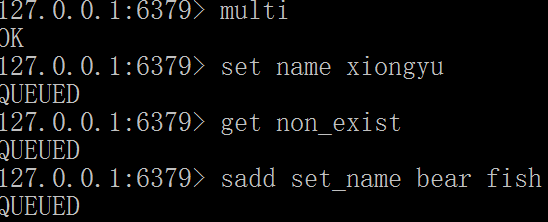 127.0.0.1:6379> multi
OK
127.0.0.1:6379> set name xiongyu
QUEUED
127.0.0.1:6379> get non_exist
QUEUED
127.0.0.1:6379> sadd set_name bear fish
QUEUED